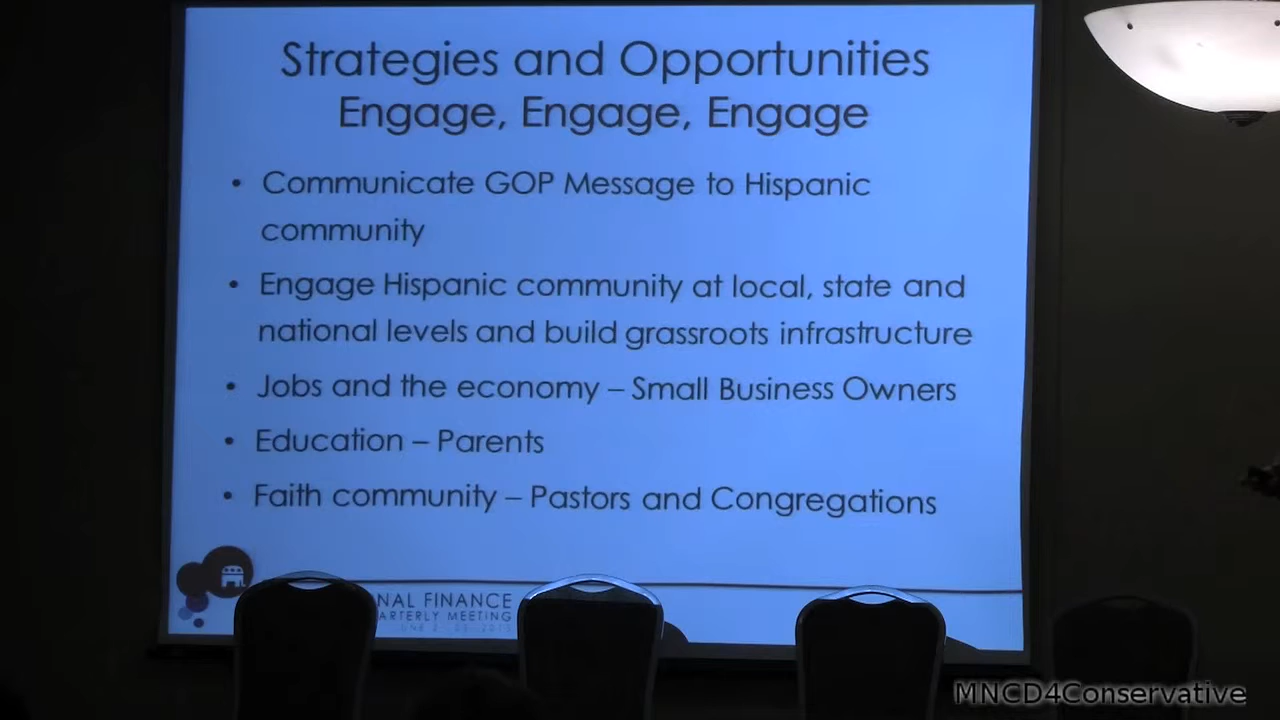 Strategies and Opportunities
Engage, Engage, Engage
• Communicate GOP Message to Hispanic
community
• Engage Hispanic community at local, state and
national levels and build grassroots infrastructure
• Jobs and the economy – Small Business Owners
• Education – Parents
• Faith community – Pastors and Congregations
NAL FINANCE
ARTERLY MEETING
MNCD4Conservative